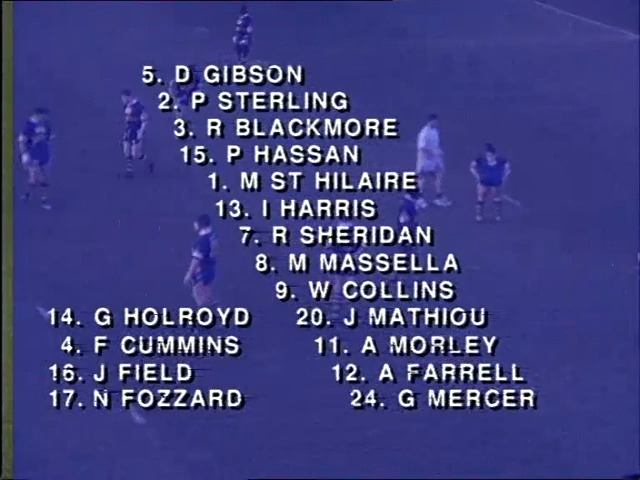 5. D GIBSON
2. P STERLING
3. R BLACKMORE
15. P HASSAN
1. M ST HILAIRE
13. I HARRIS
7. R SHERIDAN
8. M MASSELLA
9. W COLLINS
14. G HOLROYD 20. J MATHIOU
4. F CUMMINS 11. A MORLEY
16. J FIELD 12. A FARRELL
17. N FOZZARD 24. G MERCER